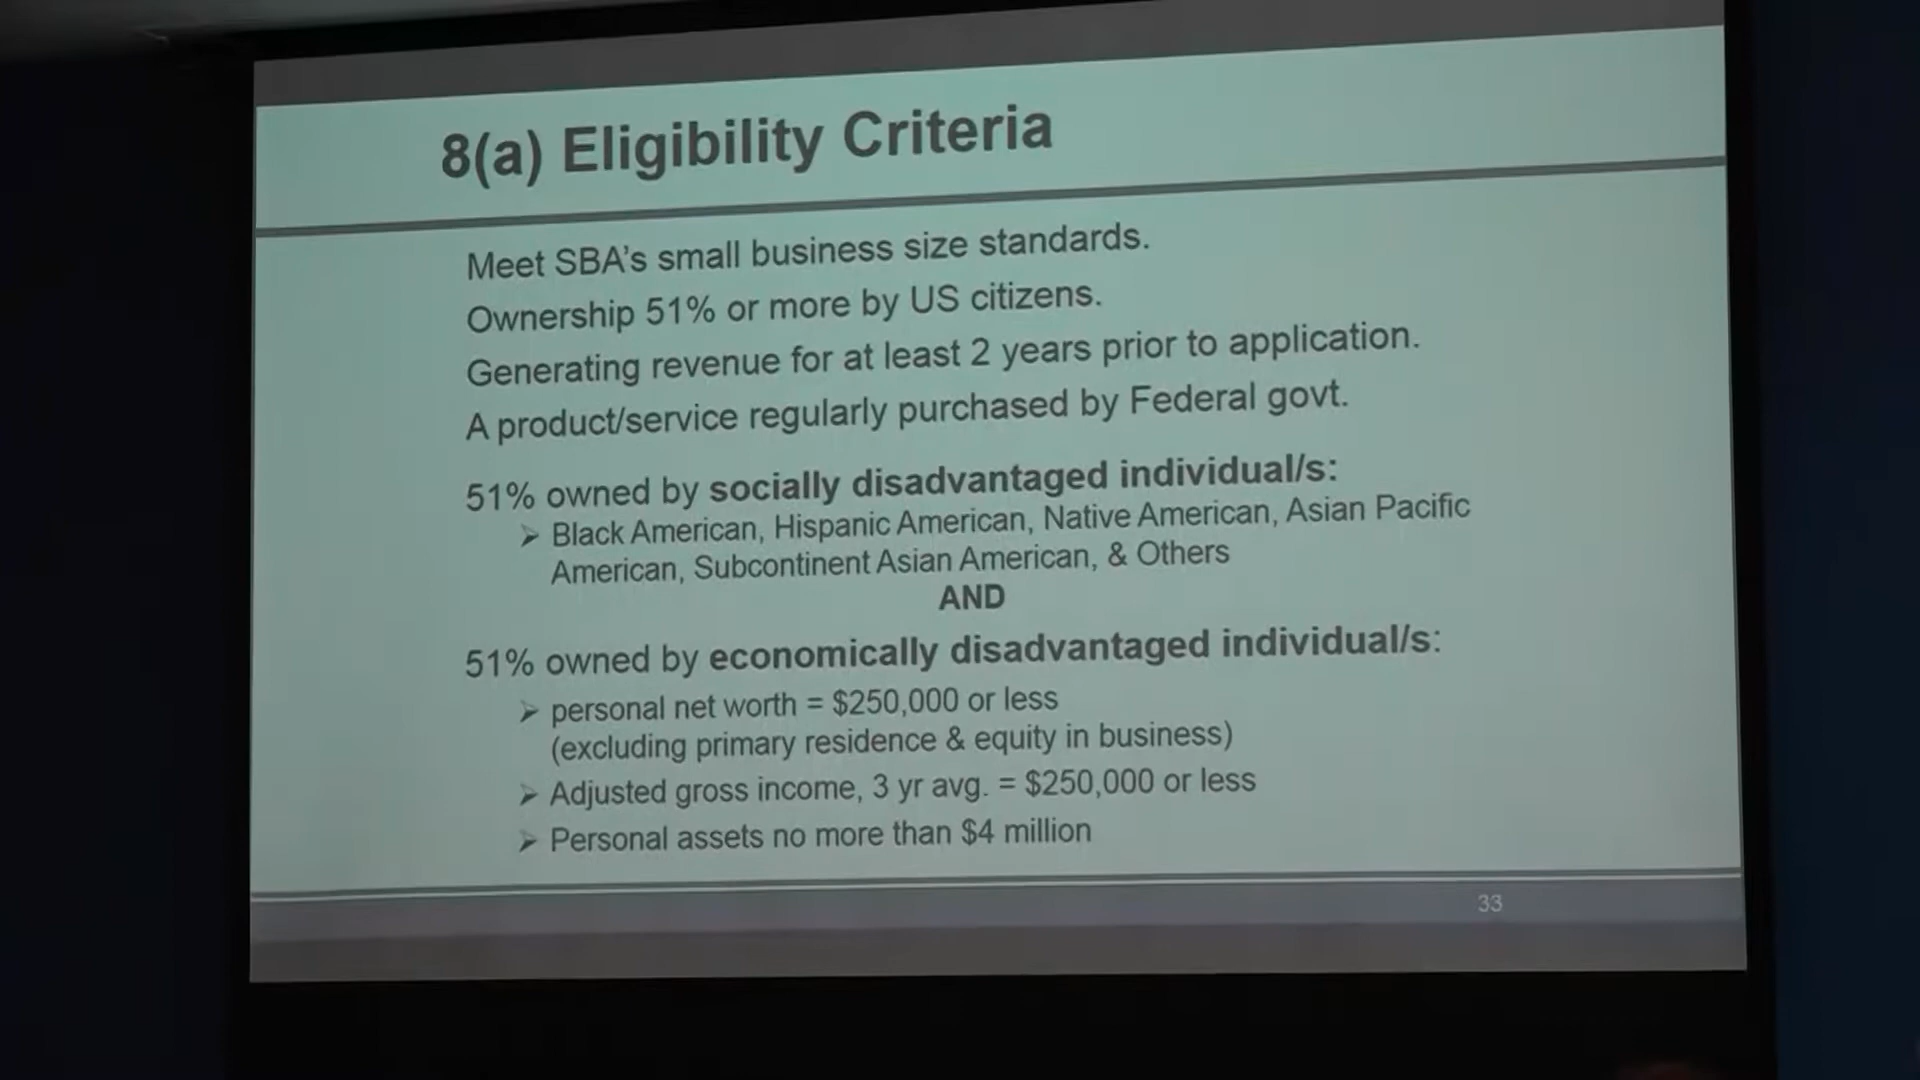 8(a) Eligibility Criteria
Meet SBA's small business size standards.
Ownership 51% or more by US citizens.
Generating revenue for at least 2 years prior to application.
A product/service regularly purchased by Federal govt.
51% owned by socially disadvantaged individual/s:
➢ Black American, Hispanic American, Native American, Asian Pacific
American, Subcontinent Asian American, & Others
AND
51% owned by economically disadvantaged individual/s:
➢ personal net worth = $250,000 or less
(excluding primary residence & equity in business)
➢ Adjusted gross income, 3 yr avg. = $250,000 or less
➢ Personal assets no more than $4 million
33